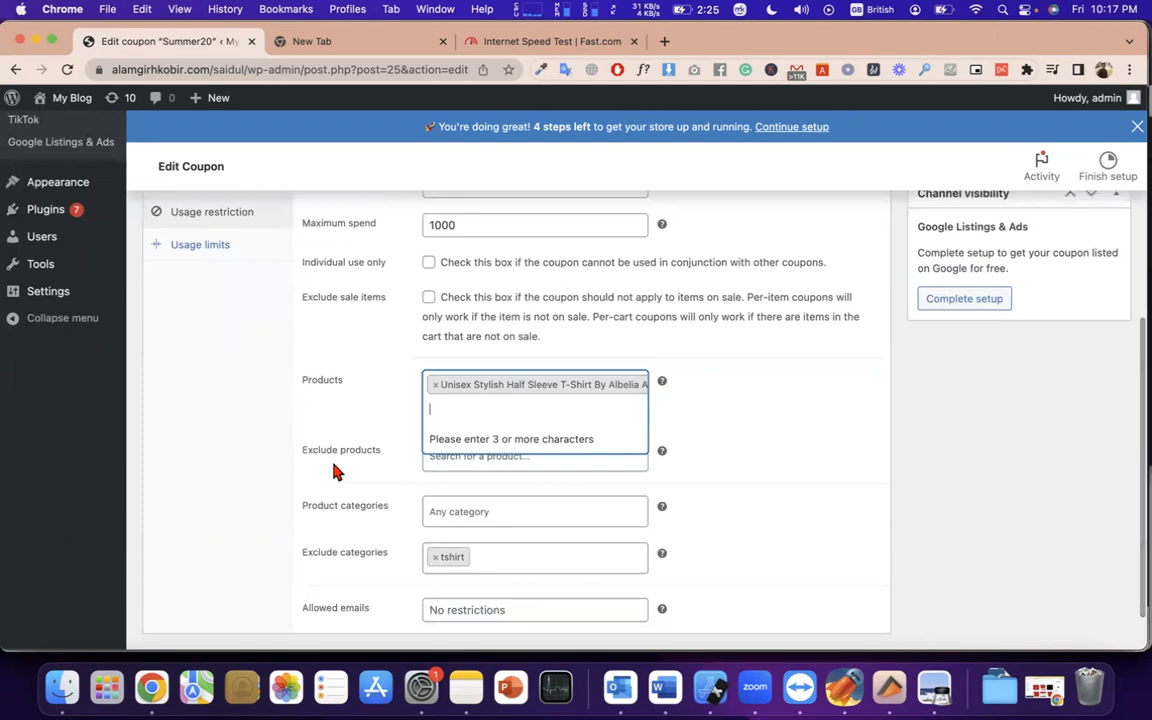 Chrome File Edit View History Bookmarks Profiles Tab Window Help 31 KB/s 4 KB/s 2:25 British Fri 10:17 PM
Edit coupon “Summer20” ‹ My New Tab Internet Speed Test | Fast.com
alamgirhkobir.com/saidul/wp-admin/post.php?post=25&action=edit
My Blog 10 New Howdy, admin
TikTok
Google Listings & Ads
Appearance
Plugins 7
Users
Tools
Settings
Collapse menu
🚀 You're doing great! 4 steps left to get your store up and running. Continue setup
Edit Coupon
Activity
Finish setup
Usage restriction
Usage limits
Maximum spend 1000
Individual use only Check this box if the coupon cannot be used in conjunction with other coupons.
Exclude sale items Check this box if the coupon should not apply to items on sale. Per-item coupons will
only work if the item is not on sale. Per-cart coupons will only work if there are items in
the cart that are not on sale.
Products × Unisex Stylish Half Sleeve T-Shirt By Albelia A
Please enter 3 or more characters
Exclude products Search for a product…
Product categories Any category
Exclude categories × tshirt
Allowed emails No restrictions
Channel visibility
Google Listings & Ads
Complete setup to get your coupon listed
on Google for free.
Complete setup
zoom